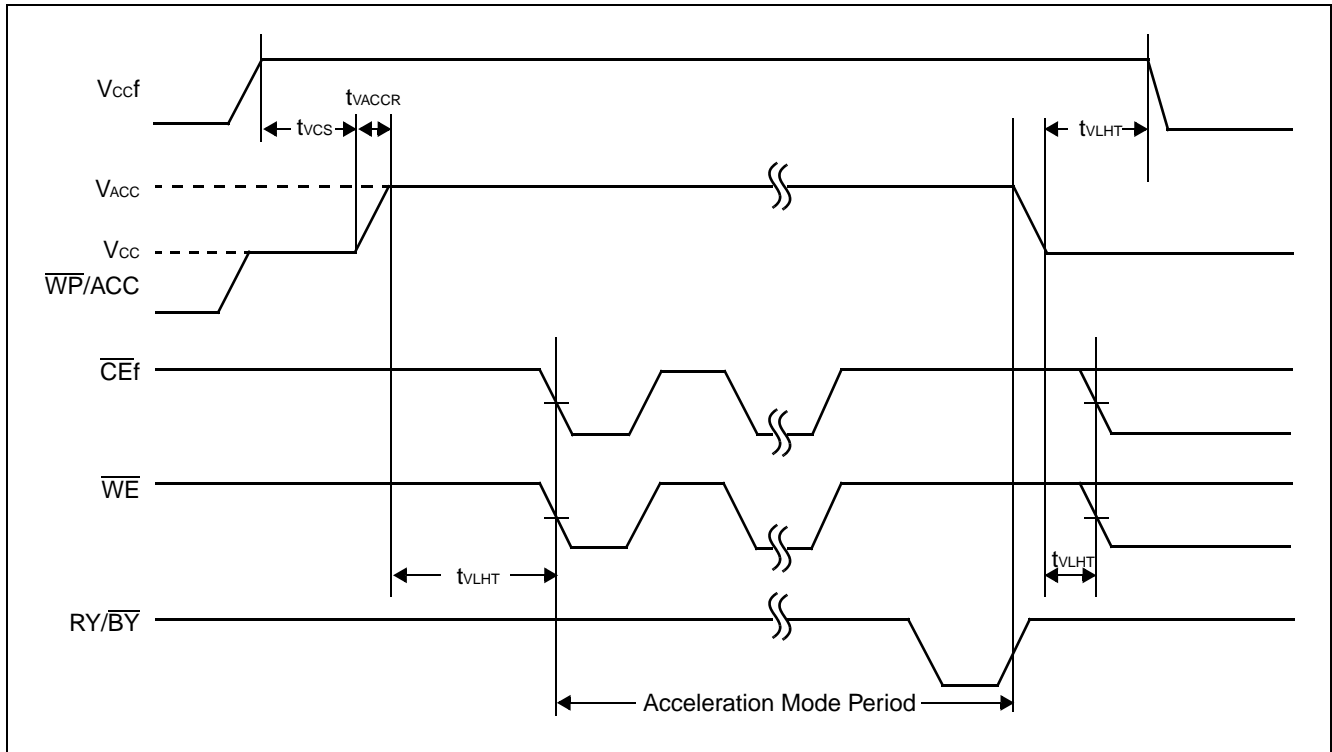 VCCf
tVCS
tVACCR
tVLHT
VACC
VCC
WP/ACC
CEf
WE
tVLHT
tVLHT
RY/BY
Acceleration Mode Period